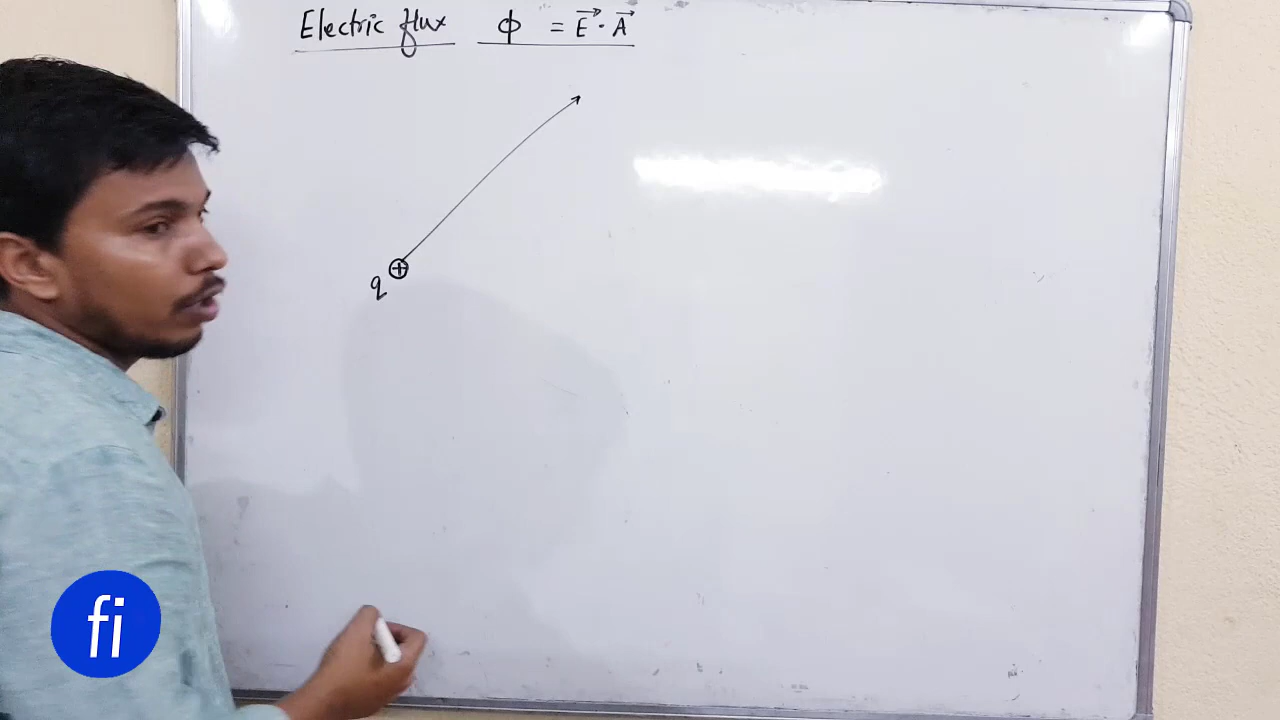 Electric flux ϕ = E⃗ · A⃗
⊕
q
fi